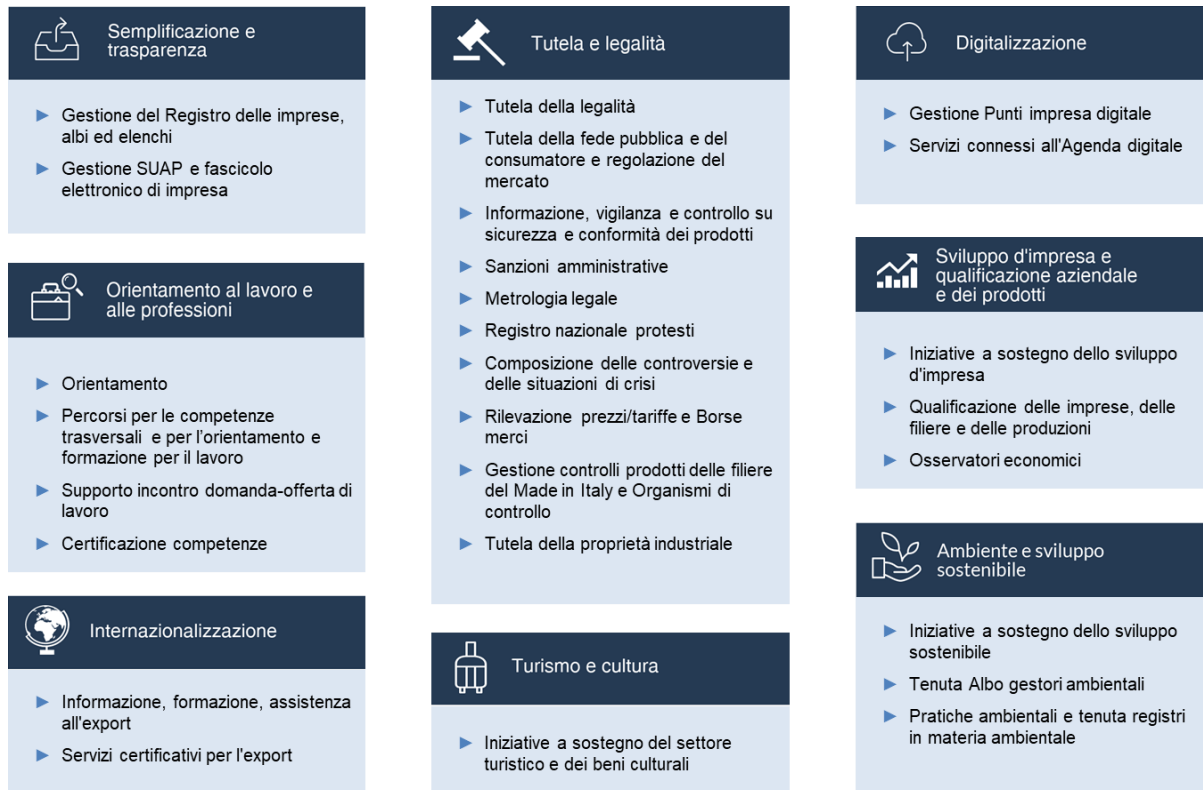 Semplificazione e
trasparenza
Gestione del Registro delle imprese,
albi ed elenchi
Gestione SUAP e fascicolo
elettronico di impresa
Orientamento al lavoro e
alle professioni
Orientamento
Percorsi per le competenze
trasversali e per l'orientamento e
formazione per il lavoro
Supporto incontro domanda-offerta di
lavoro
Certificazione competenze
Internazionalizzazione
Informazione, formazione, assistenza
all'export
Servizi certificativi per l'export
Tutela e legalità
Tutela della legalità
Tutela della fede pubblica e del
consumatore e regolazione del
mercato
Informazione, vigilanza e controllo su
sicurezza e conformità dei prodotti
Sanzioni amministrative
Metrologia legale
Registro nazionale protesti
Composizione delle controversie e
delle situazioni di crisi
Rilevazione prezzi/tariffe e Borse
merci
Gestione controlli prodotti delle filiere
del Made in Italy e Organismi di
controllo
Tutela della proprietà industriale
Turismo e cultura
Iniziative a sostegno del settore
turistico e dei beni culturali
Digitalizzazione
Gestione Punti impresa digitale
Servizi connessi all'Agenda digitale
Sviluppo d'impresa e
qualificazione aziendale
e dei prodotti
Iniziative a sostegno dello sviluppo
d'impresa
Qualificazione delle imprese, delle
filiere e delle produzioni
Osservatori economici
Ambiente e sviluppo
sostenibile
Iniziative a sostegno dello sviluppo
sostenibile
Tenuta Albo gestori ambientali
Pratiche ambientali e tenuta registri
in materia ambientale